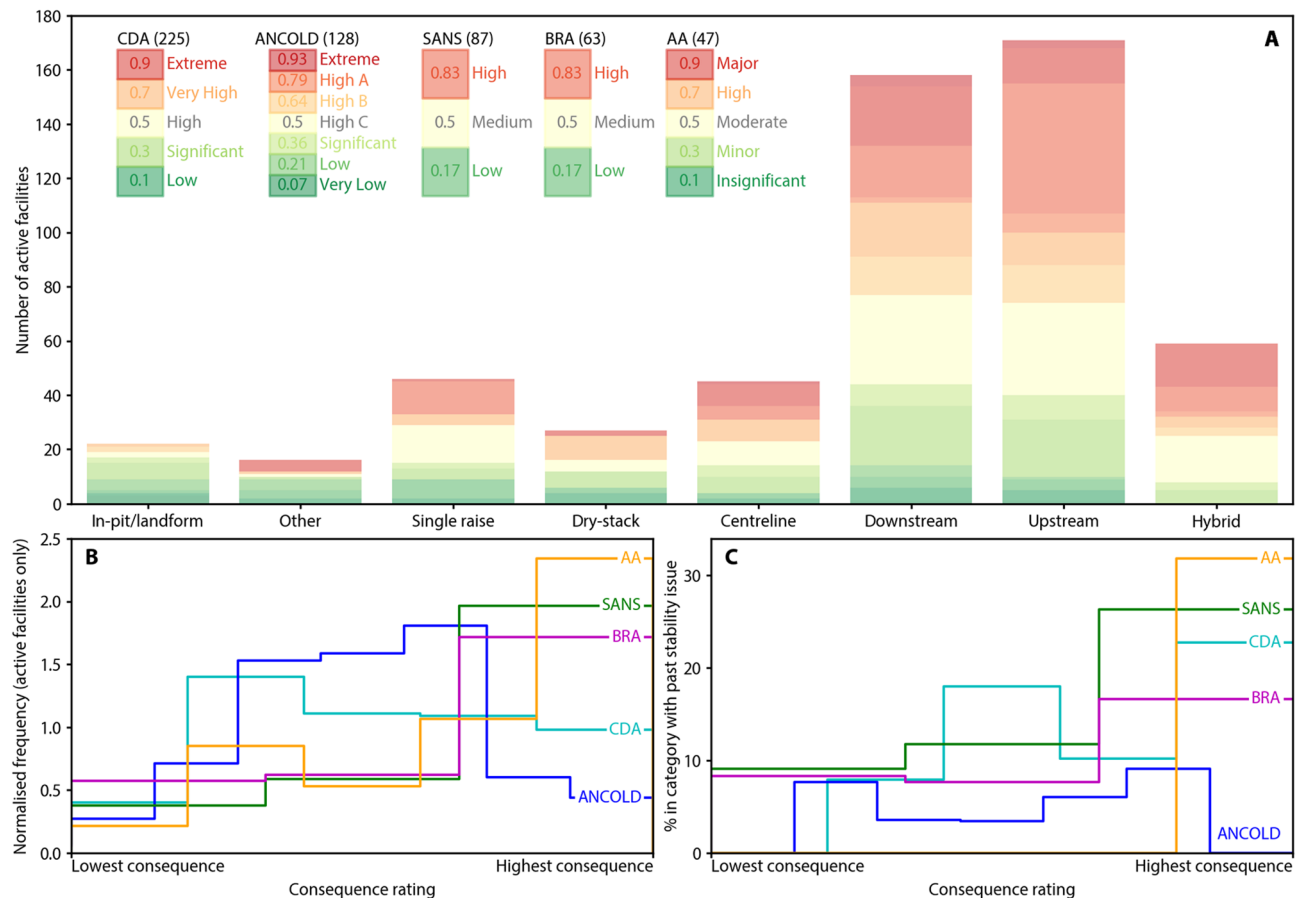 A
CDA (225) ANCOLD (128) SANS (87) BRA (63) AA (47)
0.9 Extreme
0.7 Very High
0.5 High
0.3 Significant
0.1 Low
0.93 Extreme
0.79 High A
0.64 High B
0.5 High C
0.36 Significant
0.21 Low
0.07 Very Low
0.83 High
0.5 Medium
0.17 Low
0.83 High
0.5 Medium
0.17 Low
0.9 Major
0.7 High
0.5 Moderate
0.3 Minor
0.1 Insignificant
Number of active facilities
180
160
140
120
100
80
60
40
20
0
In-pit/landform Other Single raise Dry-stack Centreline Downstream Upstream Hybrid
B
Normalised frequency (active facilities only)
2.5
2.0
1.5
1.0
0.5
0.0
AA
SANS
BRA
CDA
ANCOLD
Lowest consequence Highest consequence
Consequence rating
C
% in category with past stability issue
30
20
10
0
AA
SANS
CDA
BRA
ANCOLD
Lowest consequence Highest consequence
Consequence rating